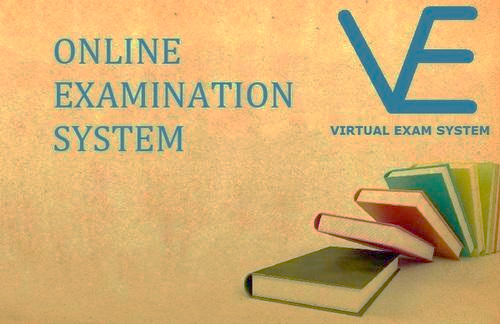 ONLINE
EXAMINATION
SYSTEM
VE
VIRTUAL EXAM SYSTEM